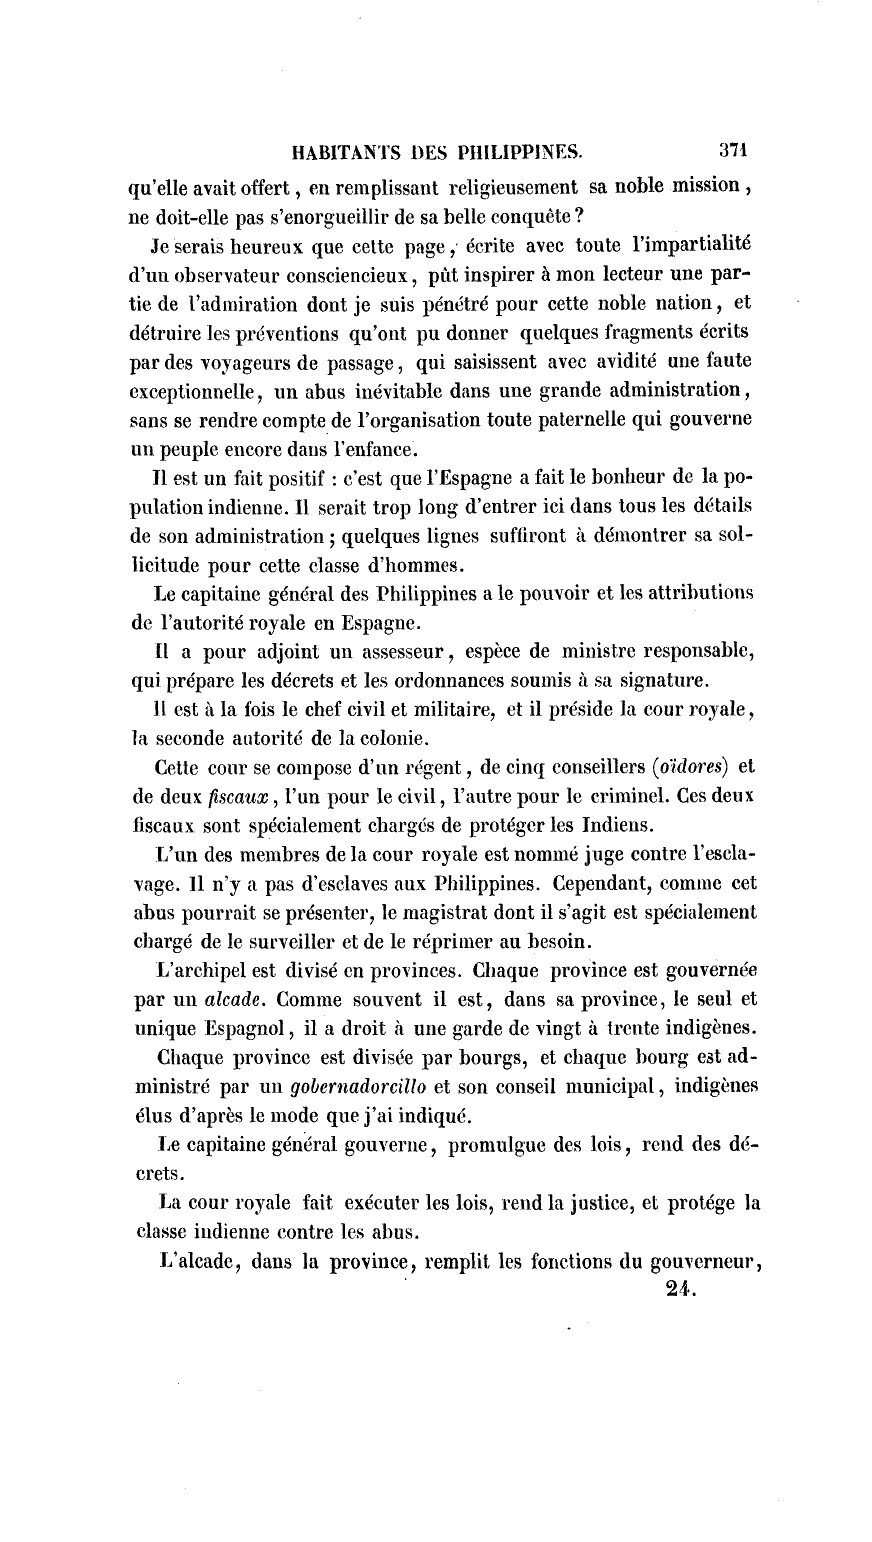 HABITANTS DES PHILIPPINES. 371
qu'elle avait offert, en remplissant religieusement sa noble mission,
ne doit-elle pas s'enorgueillir de sa belle conquête ?
Je serais heureux que cette page, écrite avec toute l'impartialité
d'un observateur consciencieux, pût inspirer à mon lecteur une par-
tie de l'admiration dont je suis pénétré pour cette noble nation, et
détruire les préventions qu'ont pu donner quelques fragments écrits
par des voyageurs de passage, qui saisissent avec avidité une faute
exceptionnelle, un abus inévitable dans une grande administration,
sans se rendre compte de l'organisation toute paternelle qui gouverne
un peuple encore dans l'enfance.
Il est un fait positif : c'est que l'Espagne a fait le bonheur de la po-
pulation indienne. Il serait trop long d'entrer ici dans tous les détails
de son administration ; quelques lignes suffiront à démontrer sa sol-
licitude pour cette classe d'hommes.
Le capitaine général des Philippines a le pouvoir et les attributions
de l'autorité royale en Espagne.
Il a pour adjoint un assesseur, espèce de ministre responsable,
qui prépare les décrets et les ordonnances soumis à sa signature.
Il est à la fois le chef civil et militaire, et il préside la cour royale,
la seconde autorité de la colonie.
Cette cour se compose d'un régent, de cinq conseillers (oïdores) et
de deux fiscaux, l'un pour le civil, l'autre pour le criminel. Ces deux
fiscaux sont spécialement chargés de protéger les Indiens.
L'un des membres de la cour royale est nommé juge contre l'escla-
vage. Il n'y a pas d'esclaves aux Philippines. Cependant, comme cet
abus pourrait se présenter, le magistrat dont il s'agit est spécialement
chargé de le surveiller et de le réprimer au besoin.
L'archipel est divisé en provinces. Chaque province est gouvernée
par un alcade. Comme souvent il est, dans sa province, le seul et
unique Espagnol, il a droit à une garde de vingt à trente indigènes.
Chaque province est divisée par bourgs, et chaque bourg est ad-
ministré par un gobernadorcillo et son conseil municipal, indigènes
élus d'après le mode que j'ai indiqué.
Le capitaine général gouverne, promulgue des lois, rend des dé-
crets.
La cour royale fait exécuter les lois, rend la justice, et protége la
classe indienne contre les abus.
L'alcade, dans la province, remplit les fonctions du gouverneur,
24.